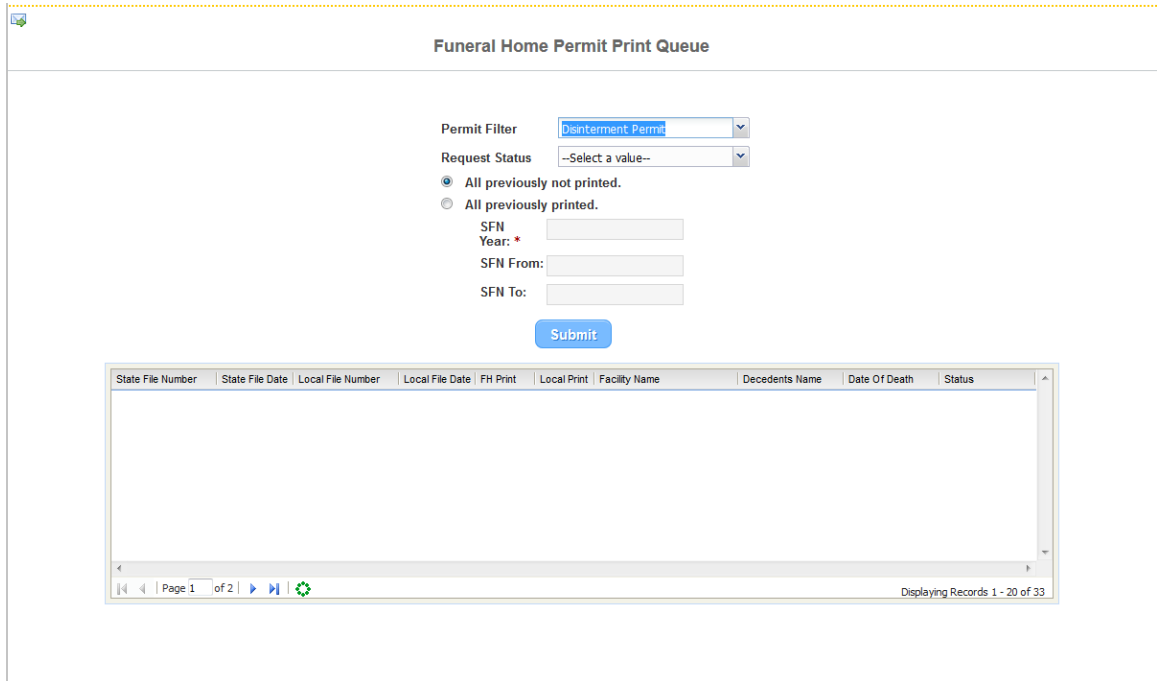 Funeral Home Permit Print Queue
Permit Filter Disinterment Permit
Request Status --Select a value--
All previously not printed.
All previously printed.
SFN
Year: *
SFN From:
SFN To:
Submit
State File Number State File Date Local File Number Local File Date FH Print Local Print Facility Name Decedents Name Date Of Death Status
Page 1 of 2 Displaying Records 1 - 20 of 33